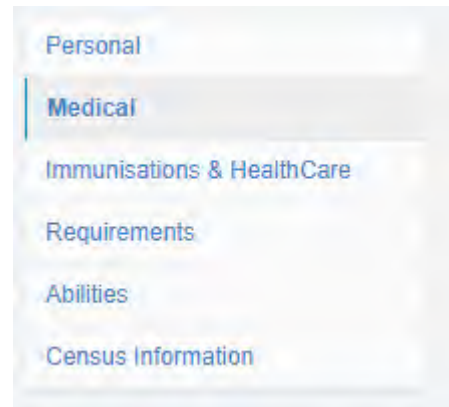 Personal
Medical
Immunisations & HealthCare
Requirements
Abilities
Census Information